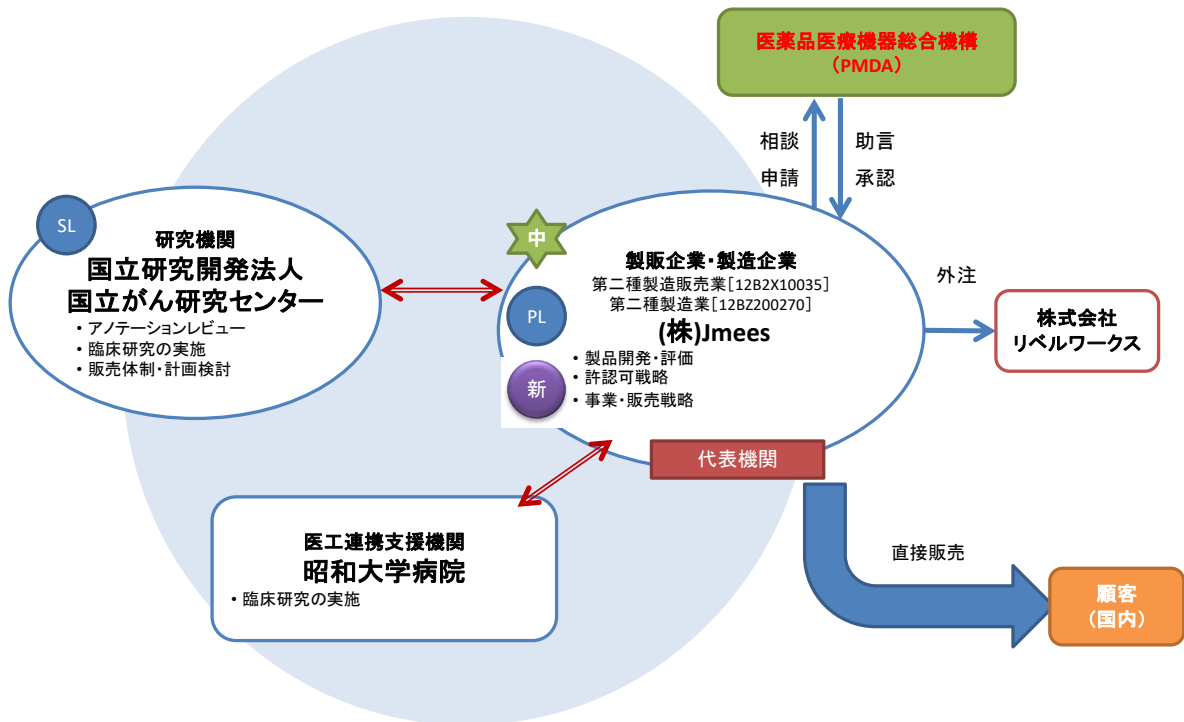 医薬品医療機器総合機構
（PMDA）
相談
申請
助言
承認
SL
研究機関
国立研究開発法人
国立がん研究センター
・アノテーションレビュー
・臨床研究の実施
・販売体制・計画検討
中
PL
新
製販企業・製造企業
第二種製造販売業[12B2X10035]
第二種製造業[12BZ200270]
(株)Jmees
・製品開発・評価
・許認可戦略
・事業・販売戦略
代表機関
外注
株式会社
リベルワークス
医工連携支援機関
昭和大学病院
・臨床研究の実施
直接販売
顧客
（国内）